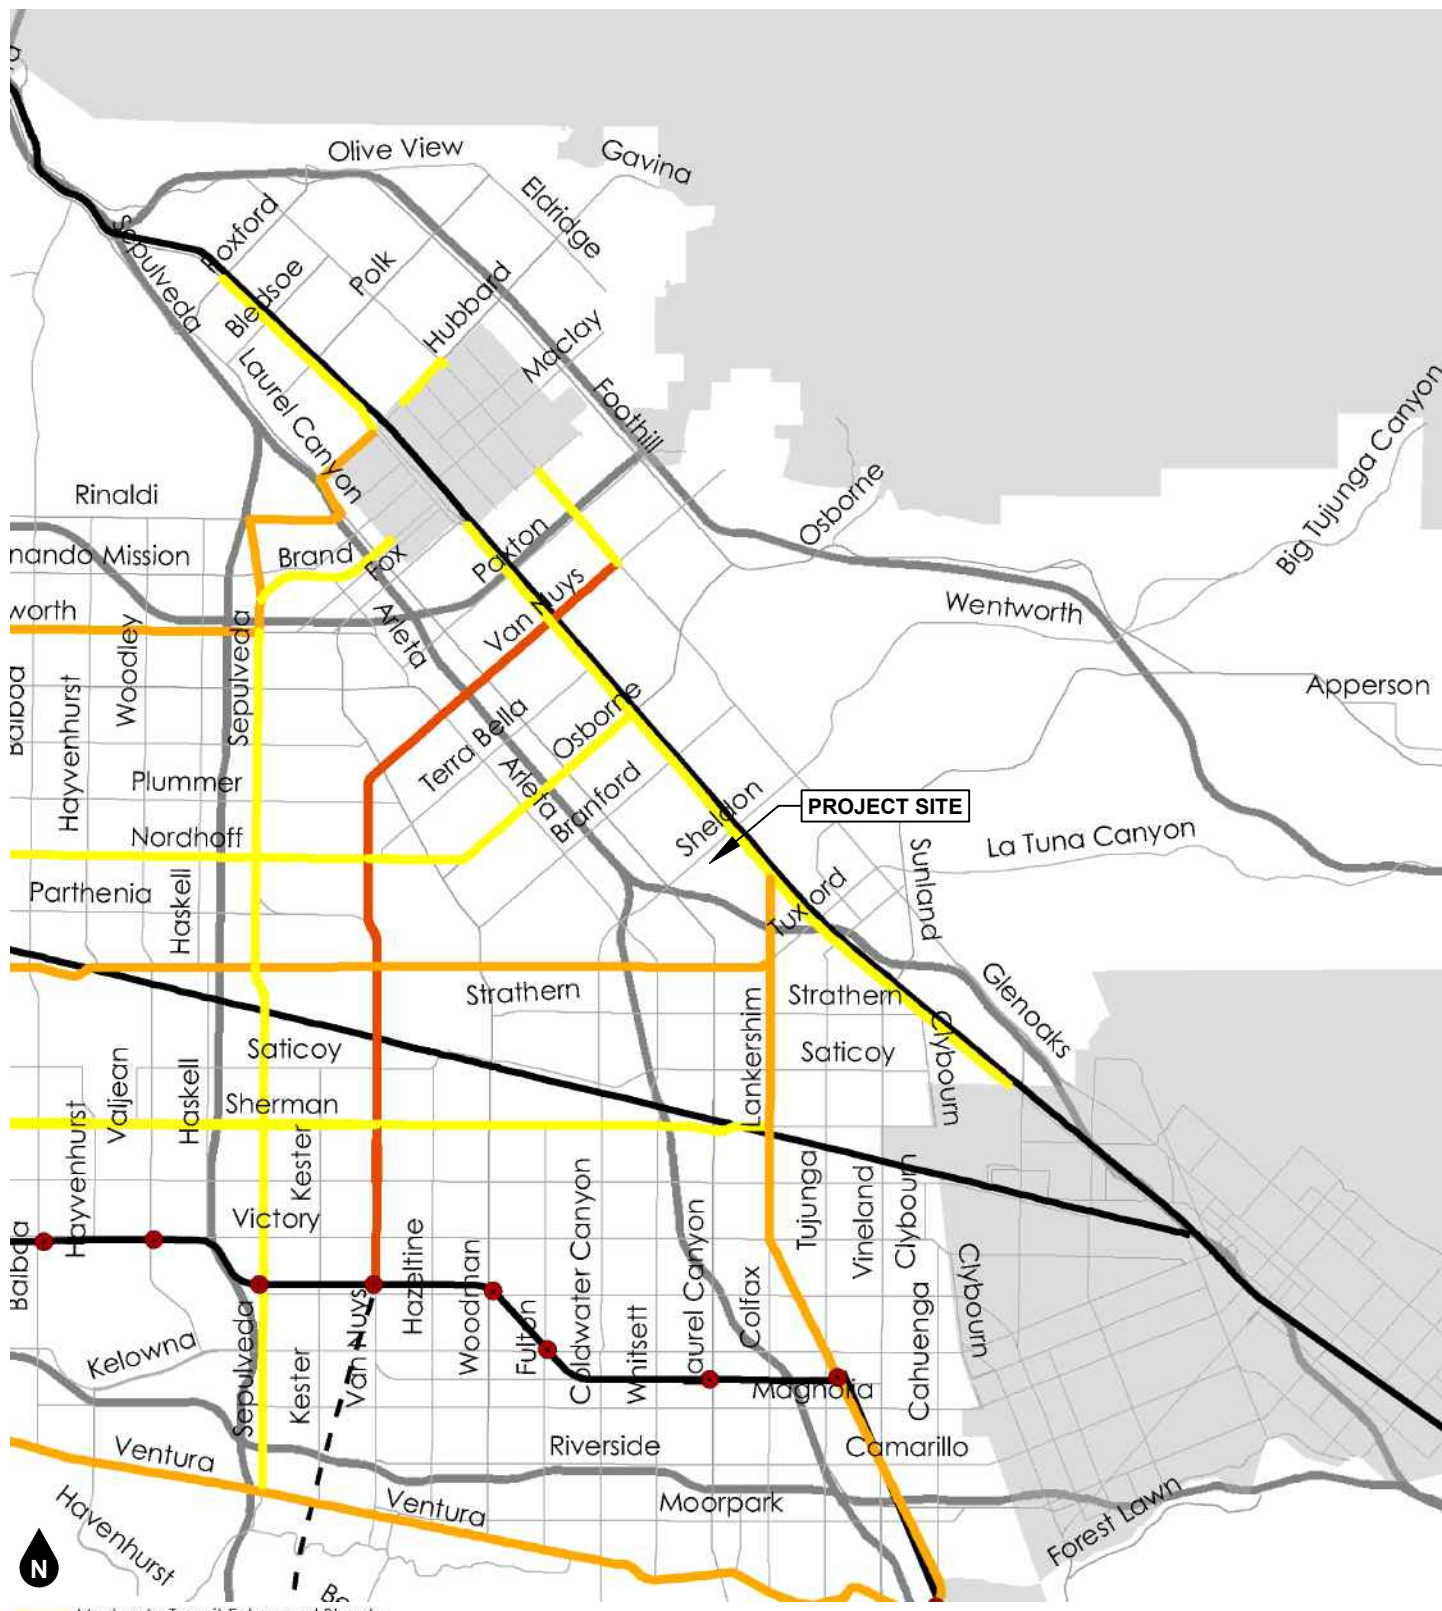 Olive View
Gavina
Eldridge
Sepulveda
Polk
Bledsoe
Hubbard
Maclay
Laurel Canyon
Foothill
Big Tujunga Canyon
Rinaldi
Osborne
Paxton
nando Mission
Brand
Fox
Van Nuys
Wentworth
worth
Arleta
Woodley
Sepulveda
Balboa
Hayvenhurst
Apperson
Terra Bella
Osborne
Plummer
Arleta
Branford
Sheldon
PROJECT SITE
Nordhoff
La Tuna Canyon
Sunland
Parthenia
Haskell
Tuxford
Strathern
Strathern
Glenoaks
Clybourn
Saticoy
Saticoy
Lankershim
Valjean
Haskell
Sherman
Hayvenhurst
Kester
Victory
Tujunga
Vineland
Clybourn
Balboa
Hazeltine
Woodman
Coldwater Canyon
aurel Canyon
Clybourn
Van Nuys
Fulton
Whitsett
Colfax
Cahuenga
Kelowna
Sepulveda
Kester
Magnolia
Ventura
Riverside
Camarillo
Ventura
Moorpark
Forest Lawn
Havenhurst
N